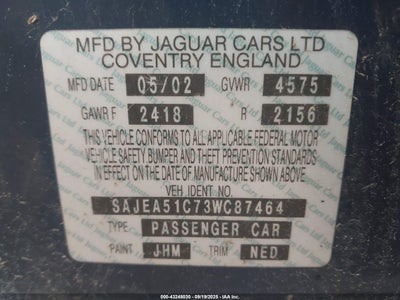 MFD BY JAGUAR CARS LTD
COVENTRY ENGLAND
MFD DATE 05/02 GVWR 4575
GAWR F 2418 R 2156
THIS VEHICLE CONFORMS TO ALL APPLICABLE FEDERAL MOTOR
VEHICLE SAFETY BUMPER AND THEFT PREVENTION STANDARDS
IN EFFECT ON THE DATE OF MANUFACTURE SHOWN ABOVE
VEH IDENT NO.
SAJEA51C73WC87464
TYPE PASSENGER CAR
PAINT JHM TRIM NED
000-43248030 - 09/19/2025 - IAA, Inc.